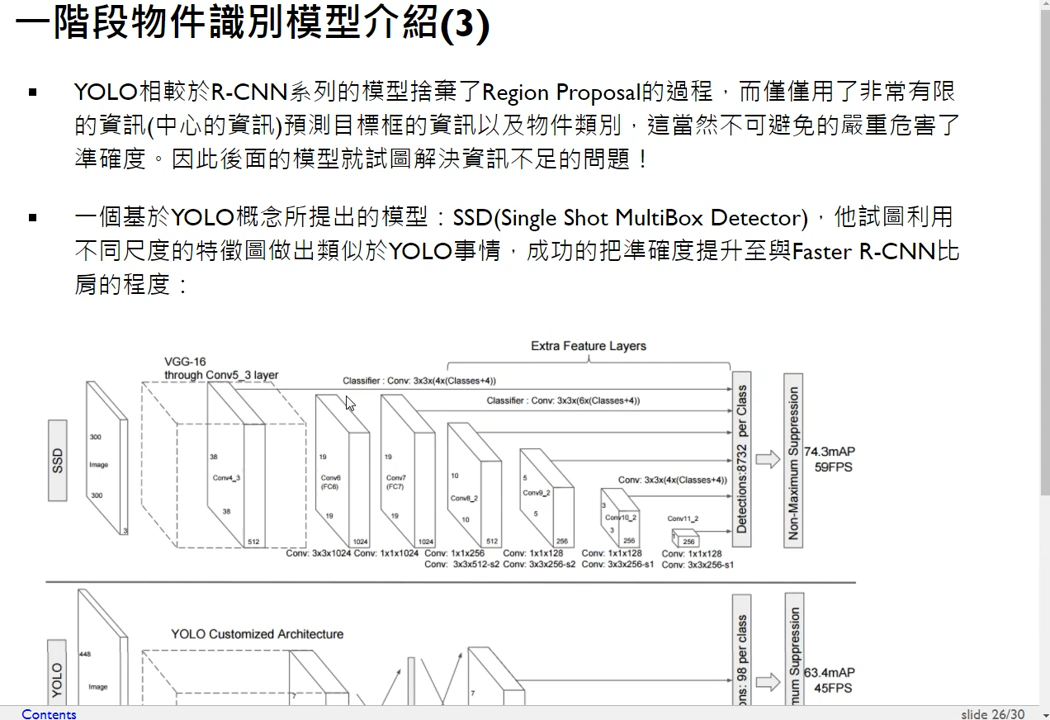 一階段物件識別模型介紹(3)
▪ YOLO相較於R-CNN系列的模型捨棄了Region Proposal的過程，而僅僅用了非常有限
的資訊(中心的資訊)預測目標框的資訊以及物件類別，這當然不可避免的嚴重危害了
準確度。因此後面的模型就試圖解決資訊不足的問題！
▪ 一個基於YOLO概念所提出的模型：SSD(Single Shot MultiBox Detector)，他試圖利用
不同尺度的特徵圖做出類似於YOLO事情，成功的把準確度提升至與Faster R-CNN比
肩的程度：
Extra Feature Layers
VGG-16
through Conv5_3 layer
Classifier : Conv: 3x3x(4x(Classes+4))
Classifier : Conv: 3x3x(6x(Classes+4))
Conv: 3x3x(4x(Classes+4))
SSD
300
Image
300
3
38
Conv4_3
38
512
19
Conv6
(FC6)
19
1024
19
Conv7
(FC7)
19
1024
10
Conv8_2
10
512
5
Conv9_2
5
256
3
Conv10_2
3
256
Conv11_2
256
Detections:8732 per Class
Non-Maximum Suppression
74.3mAP
59FPS
Conv: 3x3x1024 Conv: 1x1x1024 Conv: 1x1x256 Conv: 1x1x128 Conv: 1x1x128 Conv: 1x1x128
Conv: 3x3x512-s2 Conv: 3x3x256-s2 Conv: 3x3x256-s1 Conv: 3x3x256-s1
YOLO Customized Architecture
YOLO
448
Image
7
7
ons: 98 per class
mum Suppression
63.4mAP
45FPS
Contents
slide 26/30